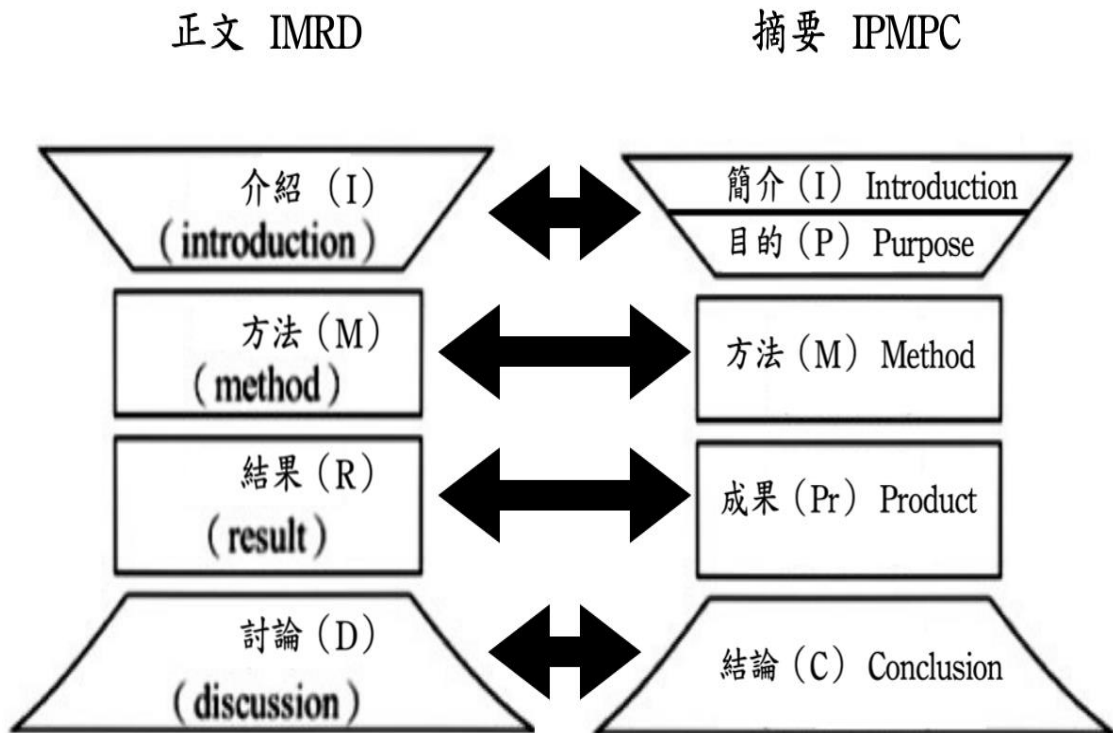 正文 IMRD
摘要 IPMPC
介紹（I）
（introduction）
方法（M）
（method）
結果（R）
（result）
討論（D）
（discussion）
簡介（I） Introduction
目的（P） Purpose
方法（M） Method
成果（Pr） Product
結論（C） Conclusion